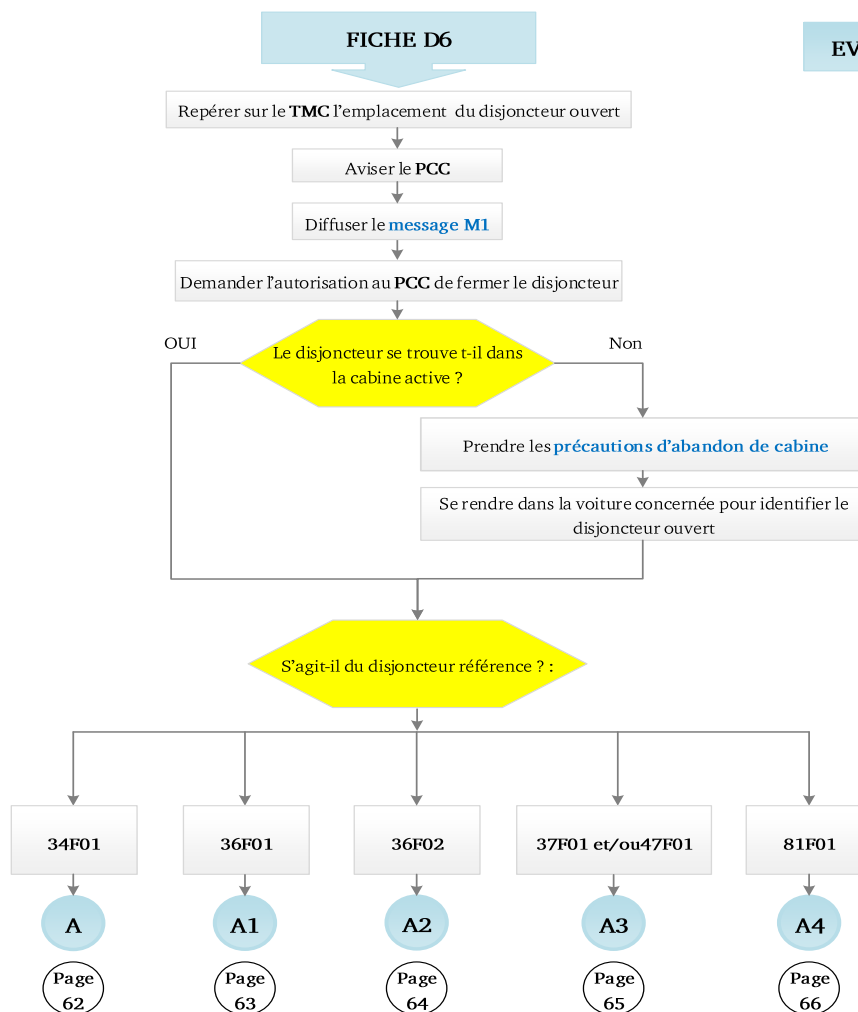 FICHE D6
EV
Repérer sur le TMC l'emplacement du disjoncteur ouvert
Aviser le PCC
Diffuser le message M1
Demander l'autorisation au PCC de fermer le disjoncteur
OUI
Non
Le disjoncteur se trouve t-il dans
la cabine active ?
Prendre les précautions d'abandon de cabine
Se rendre dans la voiture concernée pour identifier le
disjoncteur ouvert
S'agit-il du disjoncteur référence ? :
34F01
36F01
36F02
37F01 et/ou47F01
81F01
A
A1
A2
A3
A4
Page
62
Page
63
Page
64
Page
65
Page
66